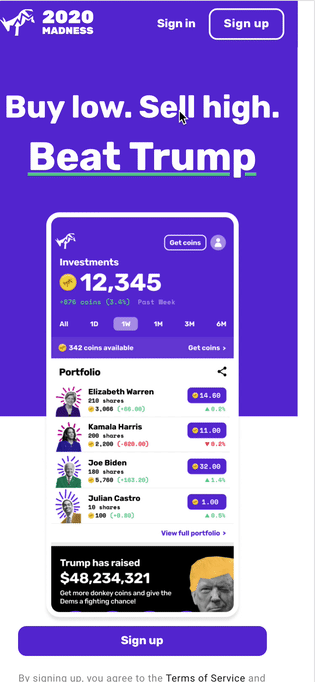 2020
MADNESS
Sign in
Sign up
Buy low. Sell high.
Beat Trump
Get coins
Investments
12,345
+076 coins (3.4%) Past Week
All 1D 1W 1M 3M 6M
342 coins available
Get coins >
Portfolio
Elizabeth Warren
210 shares
3,066 (+66.00)
14.60
▲0.2%
Kamala Harris
200 shares
2,200 (-029.00)
11.00
▼0.2%
Joe Biden
180 shares
5,760 (+163.20)
32.00
▲1.4%
Julian Castro
10 shares
100 (+0.80)
1.00
▲0.5%
View full portfolio >
Trump has raised
$48,234,321
Get more donkey coins and give the
Dems a fighting chance!
Sign up
By signing up, you agree to the Terms of Service and